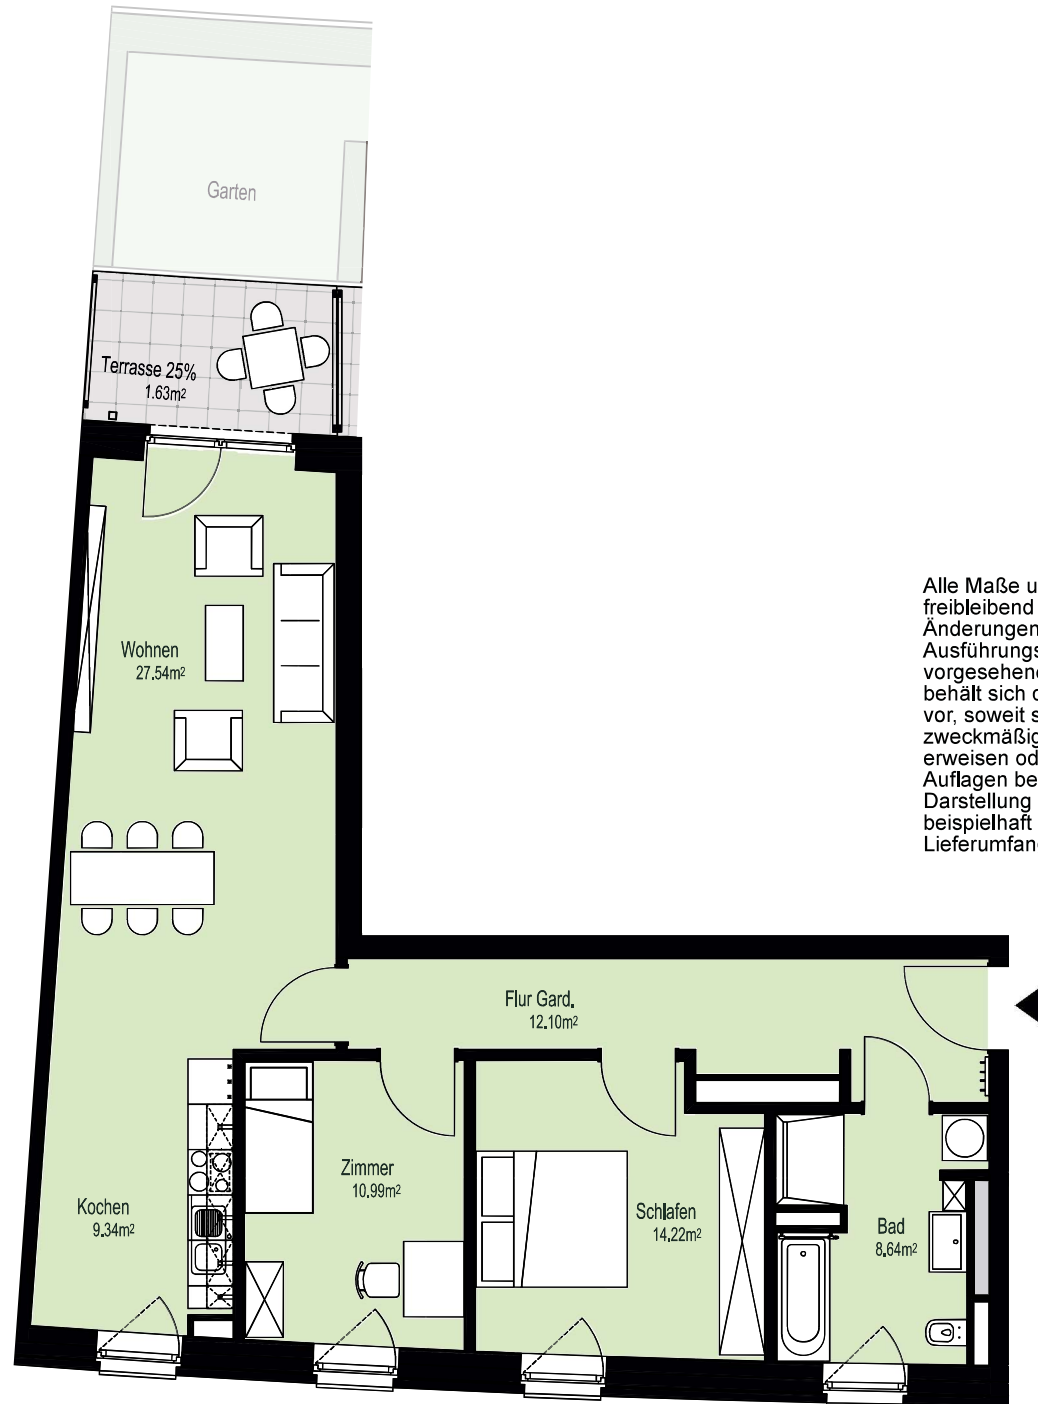 Garten
Terrasse 25%
1.63m²
Wohnen
27.54m²
Alle Maße u
freibleibend
Änderungen
Ausführungs
vorgesehene
behält sich d
vor, soweit s
zweckmäßig
erweisen od
Auflagen be
Darstellung
beispielhaft
Lieferumfang
Flur Gard.
12.10m²
Zimmer
10.99m²
Kochen
9.34m²
Schlafen
14.22m²
Bad
8.64m²